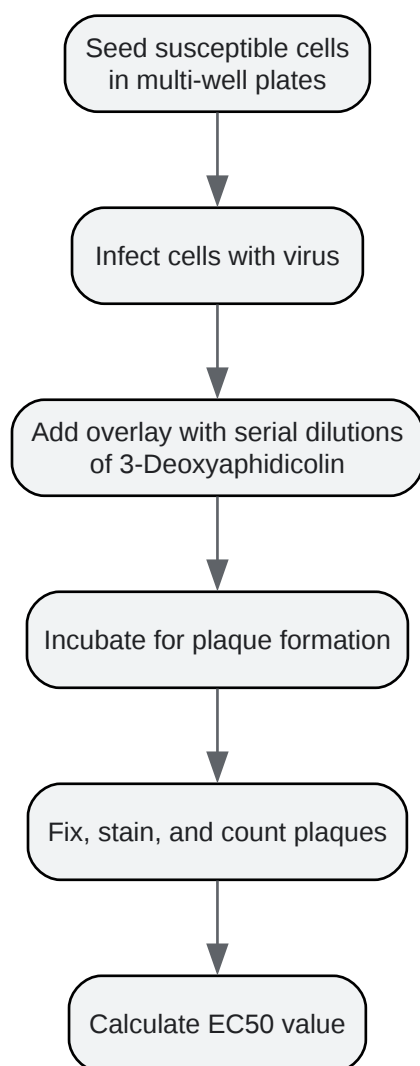 Seed susceptible cells
in multi-well plates
Infect cells with virus
Add overlay with serial dilutions
of 3-Deoxyaphidicolin
Incubate for plaque formation
Fix, stain, and count plaques
Calculate EC50 value